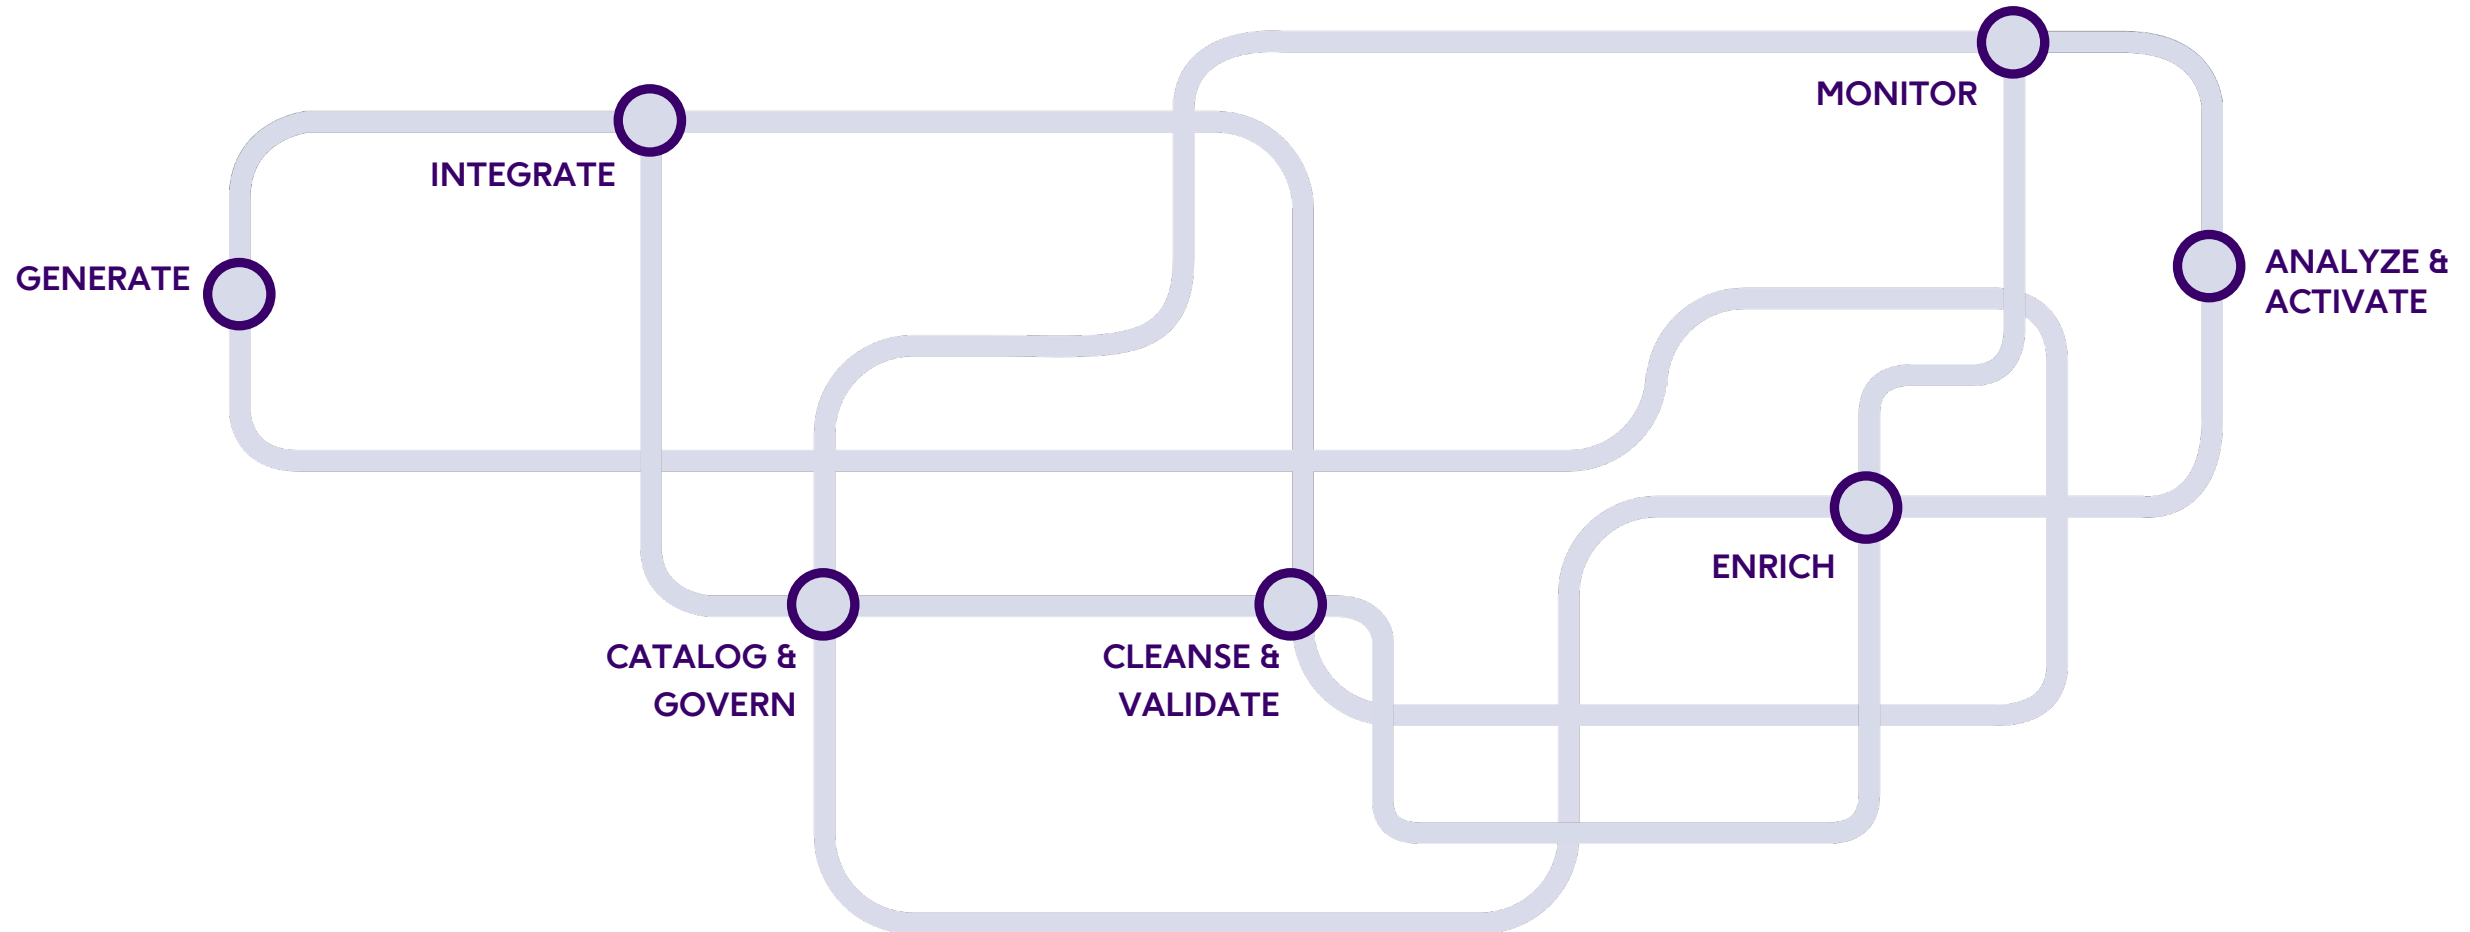 MONITOR
INTEGRATE
GENERATE
ANALYZE &
ACTIVATE
ENRICH
CATALOG &
GOVERN
CLEANSE &
VALIDATE